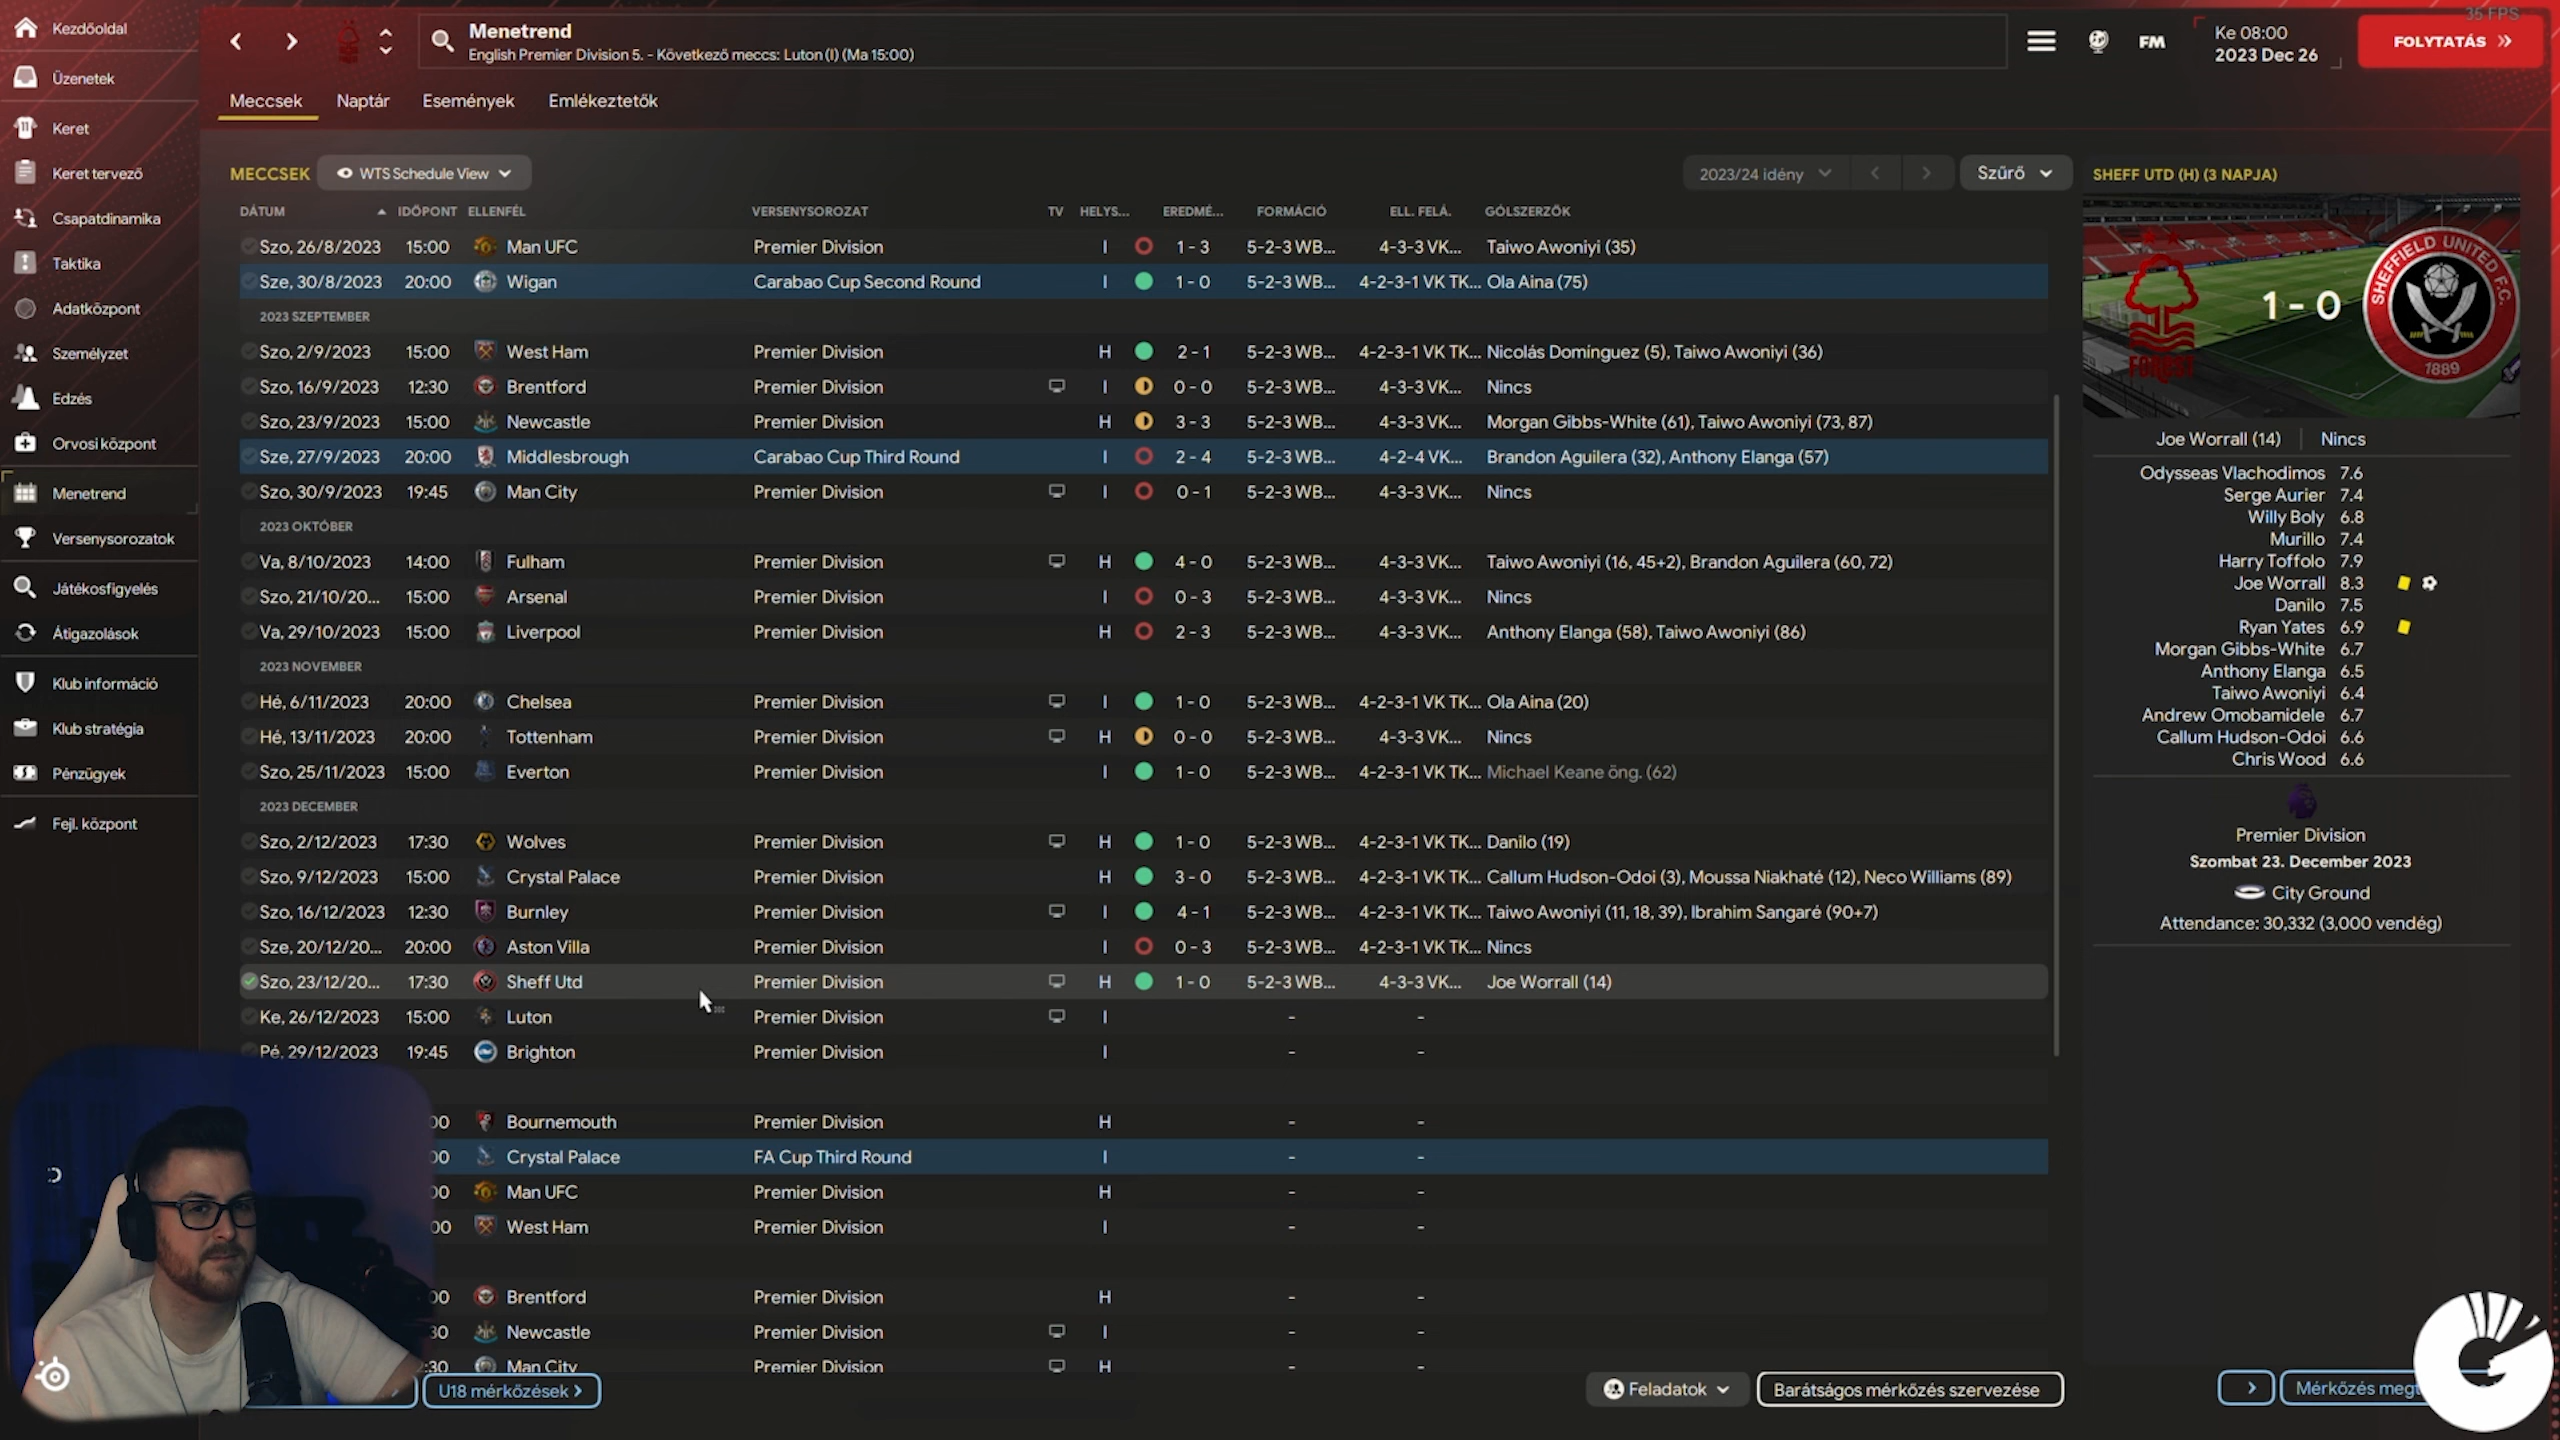 35 FPS
Kezdőoldal
Üzenetek
Keret
Keret tervező
Csapatdinamika
Taktika
Adatközpont
Személyzet
Edzés
Orvosi központ
Menetrend
Versenysorozatok
Játékosfigyelés
Átigazolások
Klub információ
Klub stratégia
Pénzügyek
Fejl. központ
Menetrend
English Premier Division 5. - Következő meccs: Luton (I) (Ma 15:00)
FM
Ke 08:00
2023 Dec 26
FOLYTATÁS
Meccsek Naptár Események Emlékeztetők
MECCSEK WTS Schedule View 2023/24 idény Szűrő
DÁTUM IDŐPONT ELLENFÉL VERSENYSOROZAT TV HELYS... EREDMÉ... FORMÁCIÓ ELL. FELÁ. GÓLSZERZŐK
Szo, 26/8/2023 15:00 Man UFC Premier Division I 1 - 3 5-2-3 WB... 4-3-3 VK... Taiwo Awoniyi (35)
Sze, 30/8/2023 20:00 Wigan Carabao Cup Second Round I 1 - 0 5-2-3 WB... 4-2-3-1 VK TK... Ola Aina (75)
2023 SZEPTEMBER
Szo, 2/9/2023 15:00 West Ham Premier Division H 2 - 1 5-2-3 WB... 4-2-3-1 VK TK... Nicolás Domínguez (5), Taiwo Awoniyi (36)
Szo, 16/9/2023 12:30 Brentford Premier Division I 0 - 0 5-2-3 WB... 4-3-3 VK... Nincs
Szo, 23/9/2023 15:00 Newcastle Premier Division H 3 - 3 5-2-3 WB... 4-3-3 VK... Morgan Gibbs-White (61), Taiwo Awoniyi (73, 87)
Sze, 27/9/2023 20:00 Middlesbrough Carabao Cup Third Round I 2 - 4 5-2-3 WB... 4-2-4 VK... Brandon Aguilera (32), Anthony Elanga (57)
Szo, 30/9/2023 19:45 Man City Premier Division I 0 - 1 5-2-3 WB... 4-3-3 VK... Nincs
2023 OKTÓBER
Va, 8/10/2023 14:00 Fulham Premier Division H 4 - 0 5-2-3 WB... 4-3-3 VK... Taiwo Awoniyi (16, 45+2), Brandon Aguilera (60, 72)
Szo, 21/10/20... 15:00 Arsenal Premier Division I 0 - 3 5-2-3 WB... 4-3-3 VK... Nincs
Va, 29/10/2023 15:00 Liverpool Premier Division H 2 - 3 5-2-3 WB... 4-3-3 VK... Anthony Elanga (58), Taiwo Awoniyi (86)
2023 NOVEMBER
Hé, 6/11/2023 20:00 Chelsea Premier Division I 1 - 0 5-2-3 WB... 4-2-3-1 VK TK... Ola Aina (20)
Hé, 13/11/2023 20:00 Tottenham Premier Division H 0 - 0 5-2-3 WB... 4-3-3 VK... Nincs
Szo, 25/11/2023 15:00 Everton Premier Division I 1 - 0 5-2-3 WB... 4-2-3-1 VK TK... Michael Keane öng. (62)
2023 DECEMBER
Szo, 2/12/2023 17:30 Wolves Premier Division H 1 - 0 5-2-3 WB... 4-2-3-1 VK TK... Danilo (19)
Szo, 9/12/2023 15:00 Crystal Palace Premier Division H 3 - 0 5-2-3 WB... 4-2-3-1 VK TK... Callum Hudson-Odoi (3), Moussa Niakhaté (12), Neco Williams (89)
Szo, 16/12/2023 12:30 Burnley Premier Division I 4 - 1 5-2-3 WB... 4-2-3-1 VK TK... Taiwo Awoniyi (11, 18, 39), Ibrahim Sangaré (90+7)
Sze, 20/12/20... 20:00 Aston Villa Premier Division I 0 - 3 5-2-3 WB... 4-2-3-1 VK TK... Nincs
Szo, 23/12/20... 17:30 Sheff Utd Premier Division H 1 - 0 5-2-3 WB... 4-3-3 VK... Joe Worrall (14)
Ke, 26/12/2023 15:00 Luton Premier Division I - -
Pé, 29/12/2023 19:45 Brighton Premier Division I - -
00 Bournemouth Premier Division H - -
00 Crystal Palace FA Cup Third Round I - -
00 Man UFC Premier Division H - -
00 West Ham Premier Division I - -
00 Brentford Premier Division H - -
30 Newcastle Premier Division I - -
:30 Man City Premier Division H - -
U18 mérkőzések
Feladatok
Barátságos mérkőzés szervezése
SHEFF UTD (H) (3 NAPJA)
FOREST
1 - 0
SHEFFIELD UNITED F.C.
1889
Joe Worrall (14) Nincs
Odysseas Vlachodimos 7.6
Serge Aurier 7.4
Willy Boly 6.8
Murillo 7.4
Harry Toffolo 7.9
Joe Worrall 8.3
Danilo 7.5
Ryan Yates 6.9
Morgan Gibbs-White 6.7
Anthony Elanga 6.5
Taiwo Awoniyi 6.4
Andrew Omobamidele 6.7
Callum Hudson-Odoi 6.6
Chris Wood 6.6
Premier Division
Szombat 23. December 2023
City Ground
Attendance: 30,332 (3,000 vendég)
Mérkőzés megt